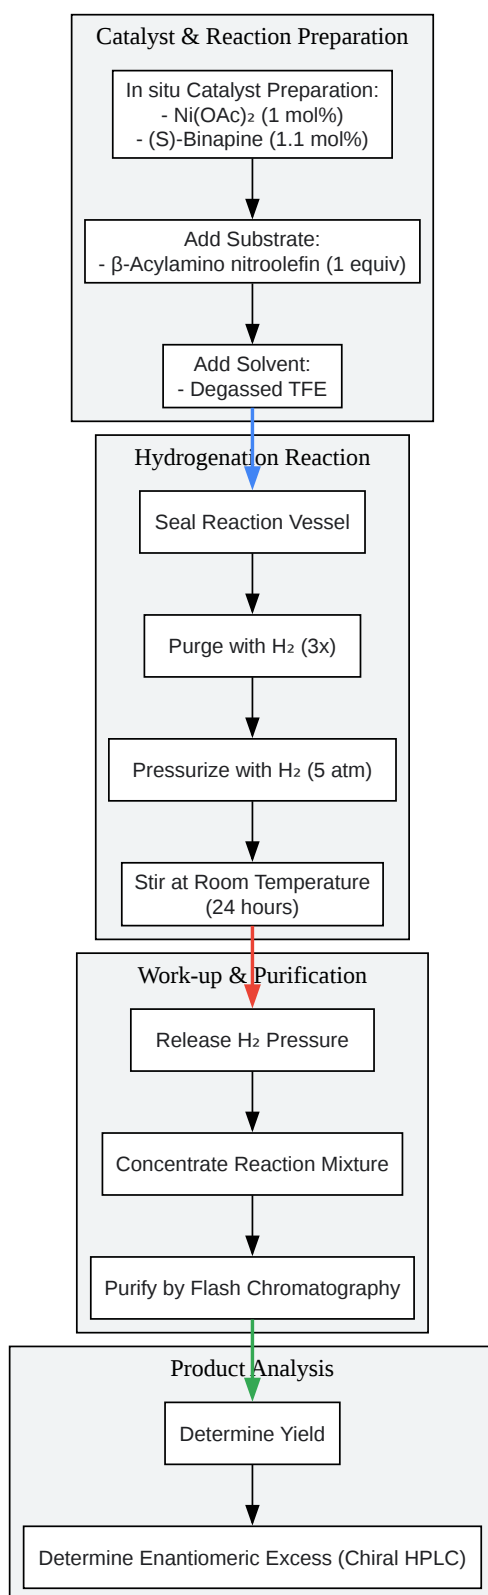 Catalyst & Reaction Preparation
In situ Catalyst Preparation:
- Ni(OAc)₂ (1 mol%)
- (S)-Binapine (1.1 mol%)
Add Substrate:
- β-Acylamino nitroolefin (1 equiv)
Add Solvent:
- Degassed TFE
Hydrogenation Reaction
Seal Reaction Vessel
Purge with H₂ (3x)
Pressurize with H₂ (5 atm)
Stir at Room Temperature
(24 hours)
Work-up & Purification
Release H₂ Pressure
Concentrate Reaction Mixture
Purify by Flash Chromatography
Product Analysis
Determine Yield
Determine Enantiomeric Excess (Chiral HPLC)